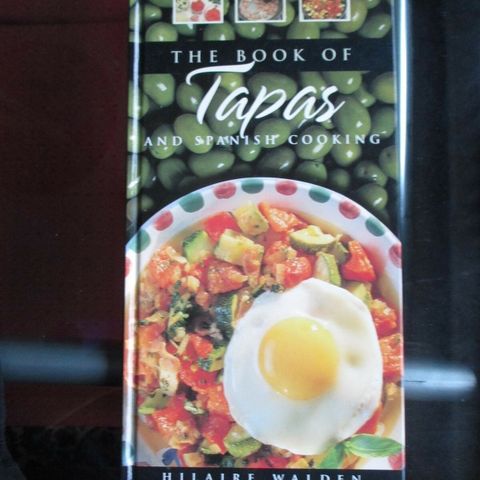 THE BOOK OF
Tapas
AND SPANISH COOKING
HILAIRE WALDEN